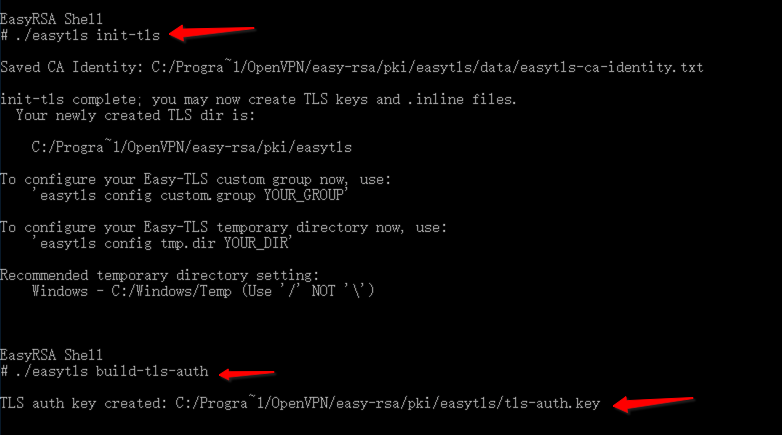 EasyRSA Shell
# ./easytls init-tls
Saved CA Identity: C:/Progra~1/OpenVPN/easy-rsa/pki/easytls/data/easytls-ca-identity.txt
init-tls complete; you may now create TLS keys and .inline files.
Your newly created TLS dir is:
C:/Progra~1/OpenVPN/easy-rsa/pki/easytls
To configure your Easy-TLS custom group now, use:
'easytls config custom.group YOUR_GROUP'
To configure your Easy-TLS temporary directory now, use:
'easytls config tmp.dir YOUR_DIR'
Recommended temporary directory setting:
Windows - C:/Windows/Temp (Use '/' NOT '\')
EasyRSA Shell
# ./easytls build-tls-auth
TLS auth key created: C:/Progra~1/OpenVPN/easy-rsa/pki/easytls/tls-auth.key